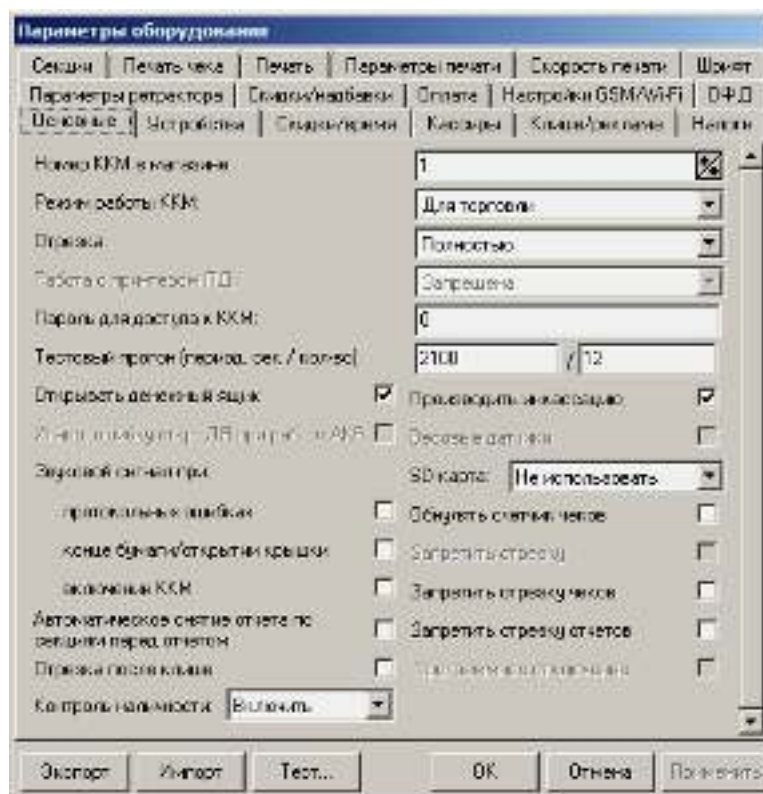 Параметры оборудования
Секции Печать чека Печать Параметры печати Скорость печати Шрифт
Параметры ретрактора Скидки/надбавки Оплата Настройки GSM/Wi-Fi ОФД
Основные Устройства Скидки/время Кассиры Клише/реклама Налоги
Номер ККМ в магазине 1
Режим работы ККМ: Для торговли
Отрезка: Полностью
Работа с принтером ПД: Запрещена
Пароль для доступа к ККМ: 0
Тестовый прогон (период, сек. / кол-во) 2100 / 12
Открывать денежный ящик Производить инкассацию
Весовые датчики
Звуковой сигнал при: SD карта: Не использовать
протокольных ошибках Обнулять счетчик чеков
конце бумаги/открытии крышки Запретить отрезку
включении ККМ Запретить отрезку чеков
Автоматическое снятие отчета по
секциям перед отчетом Запретить отрезку отчетов
Отрезка после клише
Контроль наличности: Включить
Экспорт Импорт Тест... ОК Отмена Применить